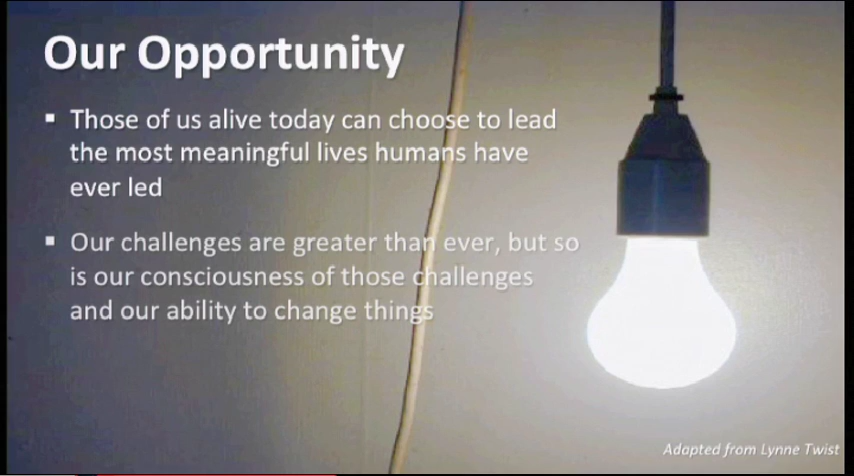 Our Opportunity
▪ Those of us alive today can choose to lead
the most meaningful lives humans have
ever led
▪ Our challenges are greater than ever, but so
is our consciousness of those challenges
and our ability to change things
Adapted from Lynne Twist